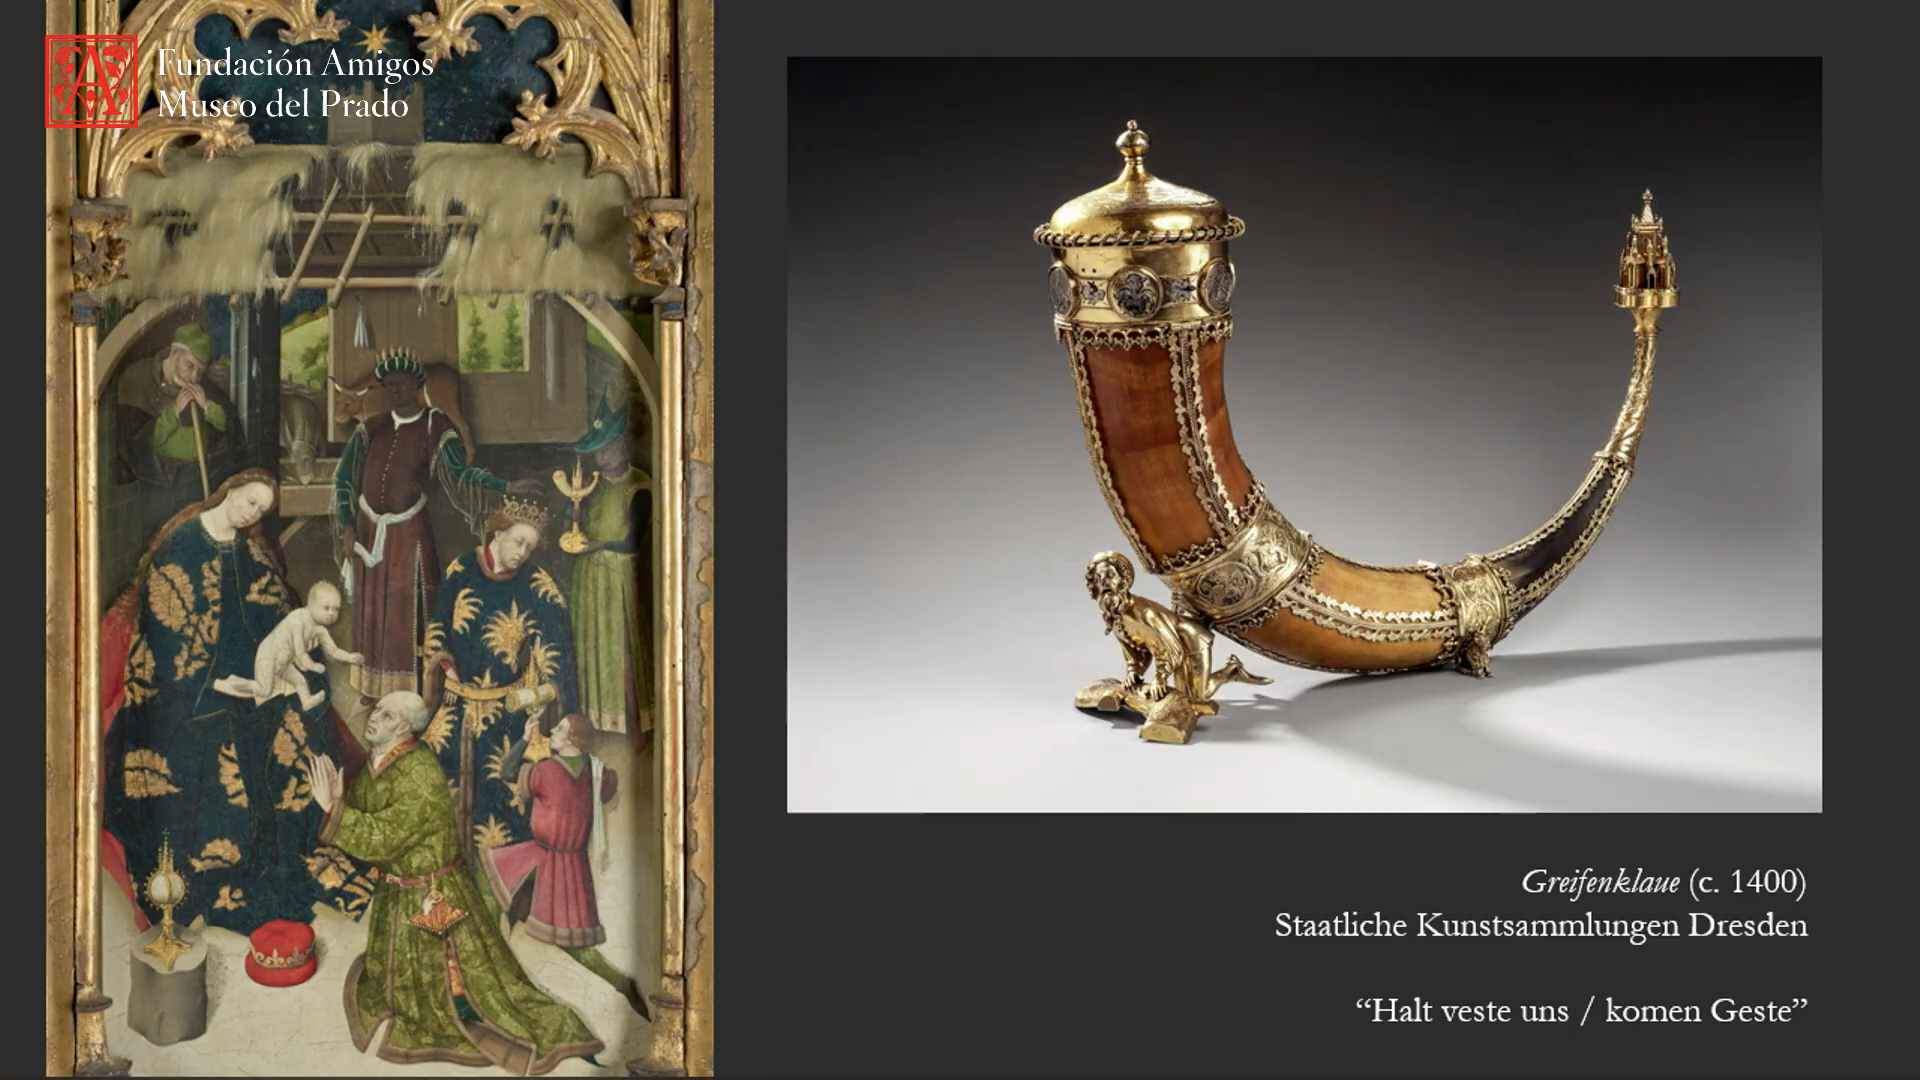 Fundación Amigos
Museo del Prado
Greifenklaue (c. 1400)
Staatliche Kunstsammlungen Dresden
“Halt veste uns / komen Geste”